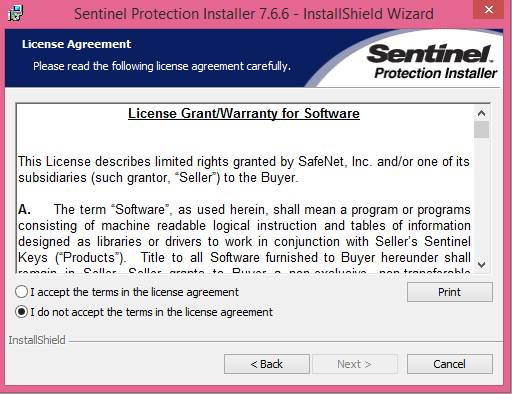 Sentinel Protection Installer 7.6.6 - InstallShield Wizard
License Agreement
Please read the following license agreement carefully.
Sentinel.
Protection Installer
License Grant/Warranty for Software
This License describes limited rights granted by SafeNet, Inc. and/or one of its
subsidiaries (such grantor, “Seller”) to the Buyer.
A. The term “Software”, as used herein, shall mean a program or programs
consisting of machine readable logical instruction and tables of information
designed as libraries or drivers to work in conjunction with Seller’s Sentinel
Keys (“Products”). Title to all Software furnished to Buyer hereunder shall
remain in Seller. Seller grants to Buyer a non-exclusive, non-transferable
I accept the terms in the license agreement
Print
I do not accept the terms in the license agreement
InstallShield
< Back
Next >
Cancel